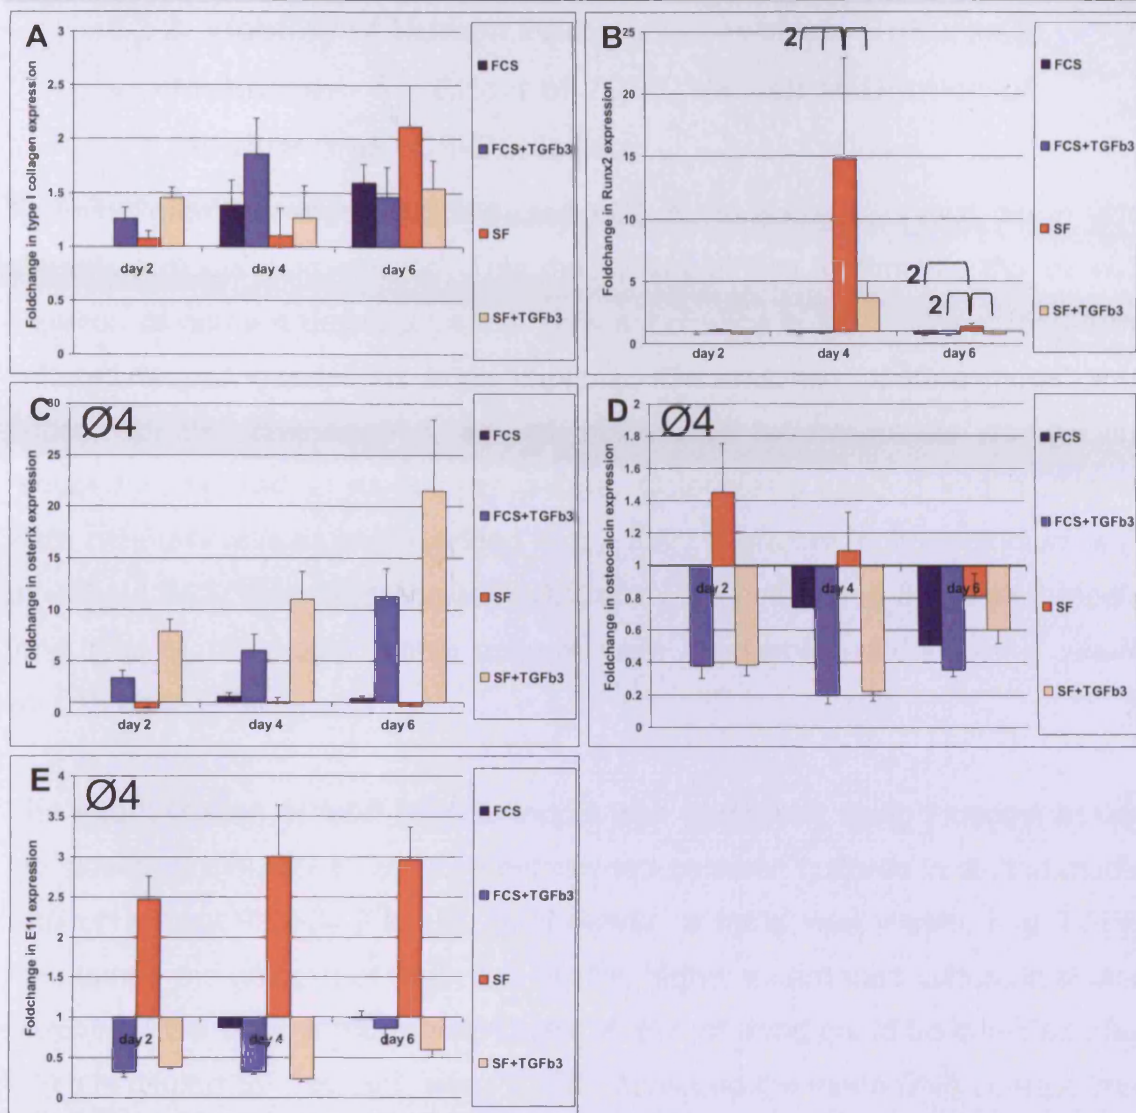 A
3
2.5
2
1.5
1
0.5
0
Foldchange in type I collagen expression
day 2
day 4
day 6
FCS
FCS+TGFb3
SF
SF+TGFb3
B
25
20
15
10
5
0
Foldchange in Runx2 expression
2
2
2
day 2
day 4
day 6
FCS
FCS+TGFb3
SF
SF+TGFb3
C
Ø4
30
25
20
15
10
5
0
Foldchange in osterix expression
day 2
day 4
day 6
FCS
FCS+TGFb3
SF
SF+TGFb3
D
Ø4
2
1.8
1.6
1.4
1.2
1
0.8
0.6
0.4
0.2
0
Foldchange in osteocalcin expression
day 2
day 4
day 6
FCS
FCS+TGFb3
SF
SF+TGFb3
E
Ø4
4
3.5
3
2.5
2
1.5
1
0.5
0
Foldchange in E11 expression
day 2
day 4
day 6
FCS
FCS+TGFb3
SF
SF+TGFb3